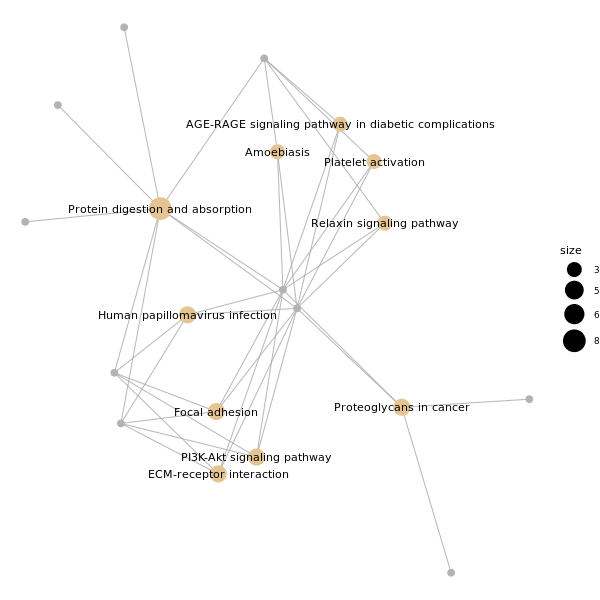 AGE-RAGE signaling pathway in diabetic complications
Amoebiasis
Platelet activation
Protein digestion and absorption
Relaxin signaling pathway
size
3
5
6
8
Human papillomavirus infection
Focal adhesion
Proteoglycans in cancer
PI3K-Akt signaling pathway
ECM-receptor interaction